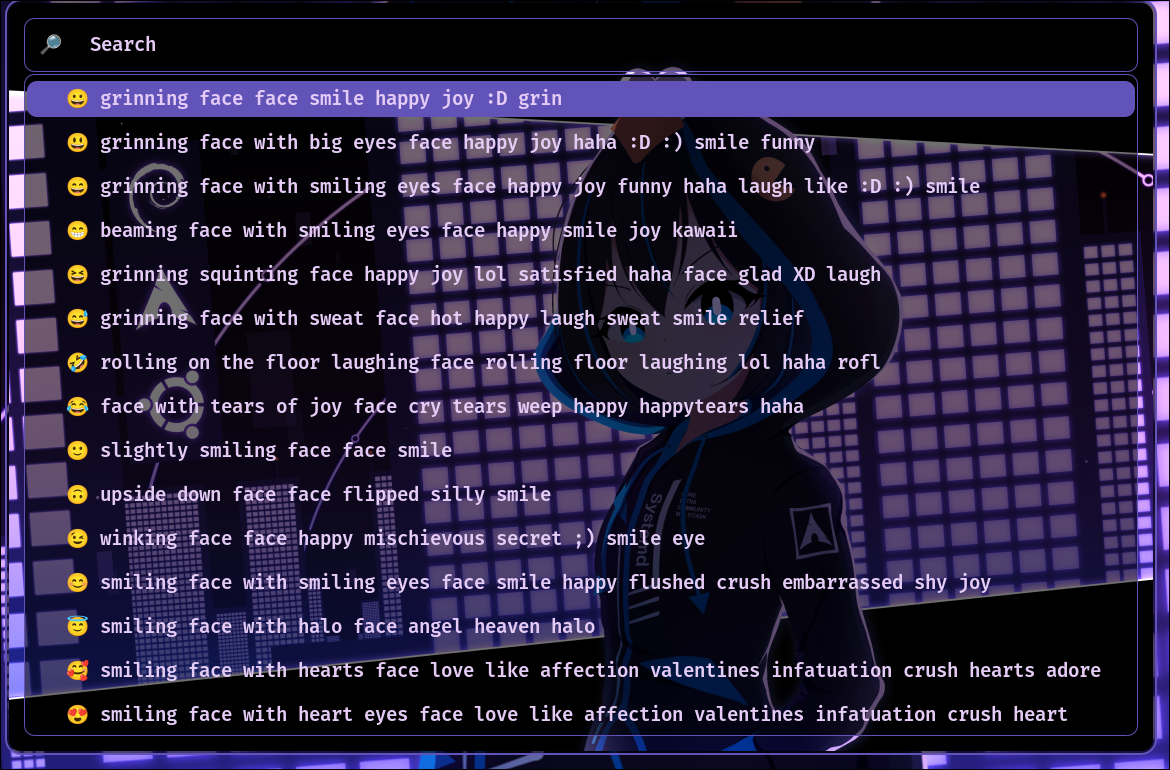 🔎 Search
😀 grinning face face smile happy joy :D grin
😃 grinning face with big eyes face happy joy haha :D :) smile funny
😄 grinning face with smiling eyes face happy joy funny haha laugh like :D :) smile
😁 beaming face with smiling eyes face happy smile joy kawaii
😆 grinning squinting face happy joy lol satisfied haha face glad XD laugh
😅 grinning face with sweat face hot happy laugh sweat smile relief
🤣 rolling on the floor laughing face rolling floor laughing lol haha rofl
😂 face with tears of joy face cry tears weep happy happytears haha
🙂 slightly smiling face face smile
🙃 upside down face face flipped silly smile
😉 winking face face happy mischievous secret ;) smile eye
😊 smiling face with smiling eyes face smile happy flushed crush embarrassed shy joy
😇 smiling face with halo face angel heaven halo
🥰 smiling face with hearts face love like affection valentines infatuation crush hearts adore
😍 smiling face with heart eyes face love like affection valentines infatuation crush heart